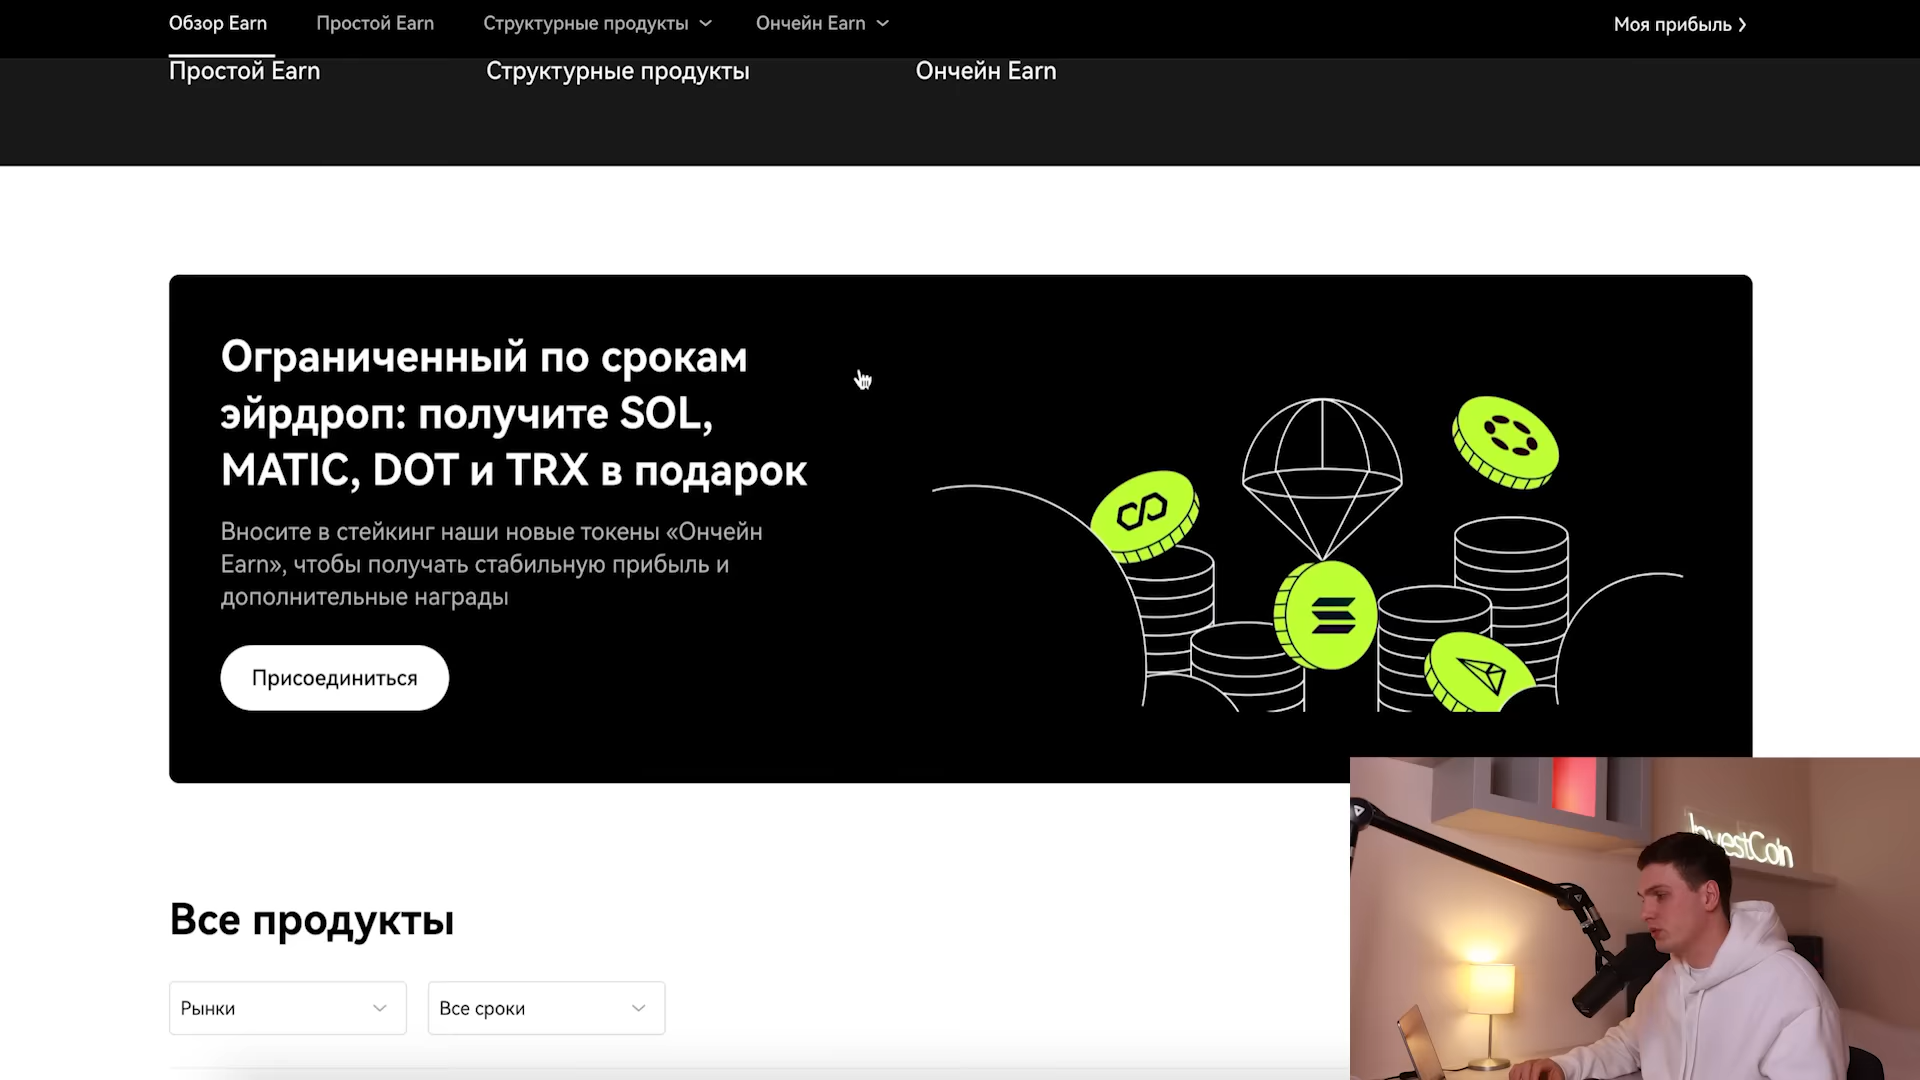 Обзор Earn
Простой Earn
Структурные продукты
Ончейн Earn
Моя прибыль
Простой Earn
Структурные продукты
Ончейн Earn
Ограниченный по срокам
эйрдроп: получите SOL,
MATIC, DOT и TRX в подарок
Вносите в стейкинг наши новые токены «Ончейн
Earn», чтобы получать стабильную прибыль и
дополнительные награды
Присоединиться
InvestCoin
Все продукты
Рынки
Все сроки